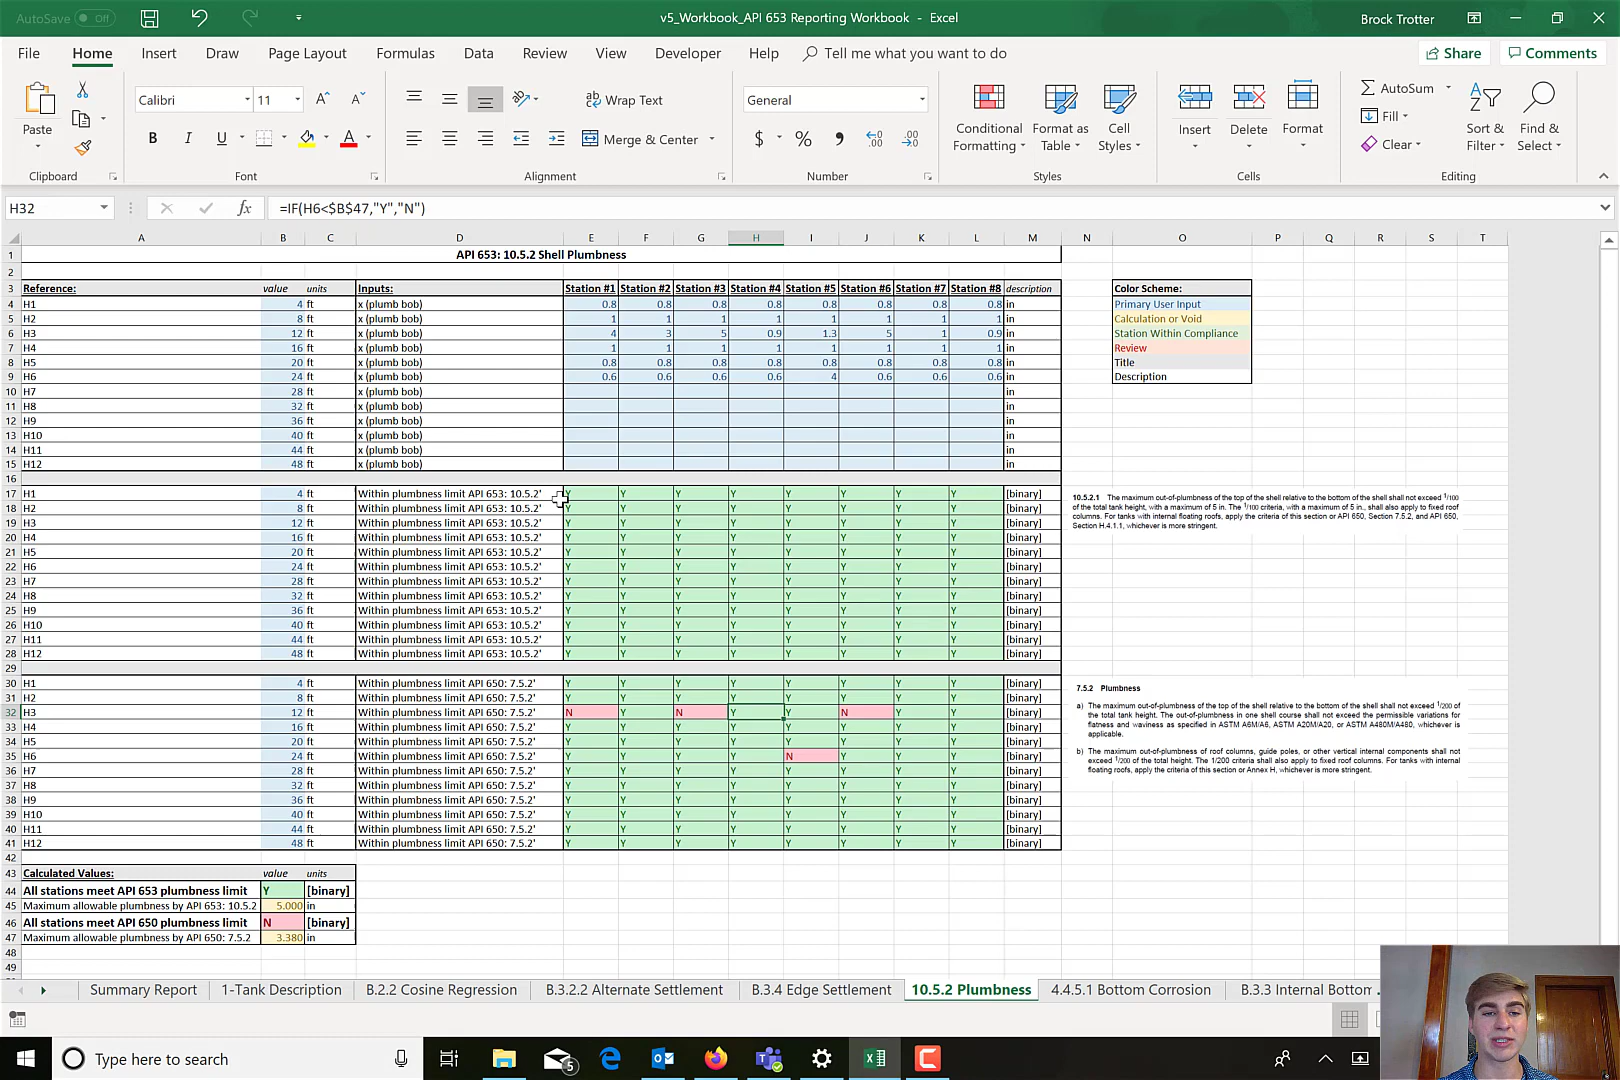 AutoSave Off v5_Workbook_API 653 Reporting Workbook - Excel Brock Trotter
File Home Insert Draw Page Layout Formulas Data Review View Developer Help Tell me what you want to do Share Comments
Paste Calibri 11 Wrap Text General Conditional Formatting Format as Table Cell Styles Insert Delete Format AutoSum Sort & Filter Find & Select
B I U A Merge & Center $ % , Fill Clear
Clipboard Font Alignment Number Styles Cells Editing
H32 fx =IF(H6<$B$47,"Y","N")
A B C D E F G H I J K L M N O P Q R S T
1 API 653: 10.5.2 Shell Plumbness
2
3 Reference: value units Inputs: Station #1 Station #2 Station #3 Station #4 Station #5 Station #6 Station #7 Station #8 description Color Scheme:
4 H1 4 ft x (plumb bob) 0.8 0.8 0.8 0.8 0.8 0.8 0.8 0.8 in Primary User Input
5 H2 8 ft x (plumb bob) 1 1 1 1 1 1 1 1 in Calculation or Void
6 H3 12 ft x (plumb bob) 4 3 5 0.9 1.3 5 1 0.9 in Station Within Compliance
7 H4 16 ft x (plumb bob) 1 1 1 1 1 1 1 1 in Review
8 H5 20 ft x (plumb bob) 0.8 0.8 0.8 0.8 0.8 0.8 0.8 0.8 in Title
9 H6 24 ft x (plumb bob) 0.6 0.6 0.6 0.6 4 0.6 0.6 0.6 in Description
10 H7 28 ft x (plumb bob) in
11 H8 32 ft x (plumb bob) in
12 H9 36 ft x (plumb bob) in
13 H10 40 ft x (plumb bob) in
14 H11 44 ft x (plumb bob) in
15 H12 48 ft x (plumb bob) in
16
17 H1 4 ft Within plumbness limit API 653: 10.5.2' Y Y Y Y Y Y Y Y [binary]
18 H2 8 ft Within plumbness limit API 653: 10.5.2' Y Y Y Y Y Y Y Y [binary]
19 H3 12 ft Within plumbness limit API 653: 10.5.2' Y Y Y Y Y Y Y Y [binary]
20 H4 16 ft Within plumbness limit API 653: 10.5.2' Y Y Y Y Y Y Y Y [binary]
21 H5 20 ft Within plumbness limit API 653: 10.5.2' Y Y Y Y Y Y Y Y [binary]
22 H6 24 ft Within plumbness limit API 653: 10.5.2' Y Y Y Y Y Y Y Y [binary]
23 H7 28 ft Within plumbness limit API 653: 10.5.2' Y Y Y Y Y Y Y Y [binary]
24 H8 32 ft Within plumbness limit API 653: 10.5.2' Y Y Y Y Y Y Y Y [binary]
25 H9 36 ft Within plumbness limit API 653: 10.5.2' Y Y Y Y Y Y Y Y [binary]
26 H10 40 ft Within plumbness limit API 653: 10.5.2' Y Y Y Y Y Y Y Y [binary]
27 H11 44 ft Within plumbness limit API 653: 10.5.2' Y Y Y Y Y Y Y Y [binary]
28 H12 48 ft Within plumbness limit API 653: 10.5.2' Y Y Y Y Y Y Y Y [binary]
10.5.2.1 The maximum out-of-plumbness of the top of the shell relative to the bottom of the shell shall not exceed 1/100
of the total tank height, with a maximum of 5 in. The 1/100 criteria, with a maximum of 5 in., shall also apply to fixed roof
columns. For tanks with internal floating roofs, apply the criteria of this section or API 650, Section 7.5.2, and API 650,
Section H.4.1.1, whichever is more stringent.
29
30 H1 4 ft Within plumbness limit API 650: 7.5.2' Y Y Y Y Y Y Y Y [binary]
31 H2 8 ft Within plumbness limit API 650: 7.5.2' Y Y Y Y Y Y Y Y [binary]
32 H3 12 ft Within plumbness limit API 650: 7.5.2' N Y N Y Y N Y Y [binary]
33 H4 16 ft Within plumbness limit API 650: 7.5.2' Y Y Y Y Y Y Y Y [binary]
34 H5 20 ft Within plumbness limit API 650: 7.5.2' Y Y Y Y Y Y Y Y [binary]
35 H6 24 ft Within plumbness limit API 650: 7.5.2' Y Y Y Y N Y Y Y [binary]
36 H7 28 ft Within plumbness limit API 650: 7.5.2' Y Y Y Y Y Y Y Y [binary]
37 H8 32 ft Within plumbness limit API 650: 7.5.2' Y Y Y Y Y Y Y Y [binary]
38 H9 36 ft Within plumbness limit API 650: 7.5.2' Y Y Y Y Y Y Y Y [binary]
39 H10 40 ft Within plumbness limit API 650: 7.5.2' Y Y Y Y Y Y Y Y [binary]
40 H11 44 ft Within plumbness limit API 650: 7.5.2' Y Y Y Y Y Y Y Y [binary]
41 H12 48 ft Within plumbness limit API 650: 7.5.2' Y Y Y Y Y Y Y Y [binary]
7.5.2 Plumbness
a) The maximum out-of-plumbness of the top of the shell relative to the bottom of the shell shall not exceed 1/200 of
the total tank height. The out-of-plumbness in one shell course shall not exceed the permissible variations for
flatness and waviness as specified in ASTM A6M/A6, ASTM A20M/A20, or ASTM A480M/A480, whichever is
applicable.
b) The maximum out-of-plumbness of roof columns, guide poles, or other vertical internal components shall not
exceed 1/200 of the total height. The 1/200 criteria shall also apply to fixed roof columns. For tanks with internal
floating roofs, apply the criteria of this section or Annex H, whichever is more stringent.
42
43 Calculated Values: value units
44 All stations meet API 653 plumbness limit Y [binary]
45 Maximum allowable plumbness by API 653: 10.5.2 5.000 in
46 All stations meet API 650 plumbness limit N [binary]
47 Maximum allowable plumbness by API 650: 7.5.2 3.380 in
48
49
Summary Report 1-Tank Description B.2.2 Cosine Regression B.3.2.2 Alternate Settlement B.3.4 Edge Settlement 10.5.2 Plumbness 4.4.5.1 Bottom Corrosion B.3.3 Internal Bottom ...
Type here to search 5